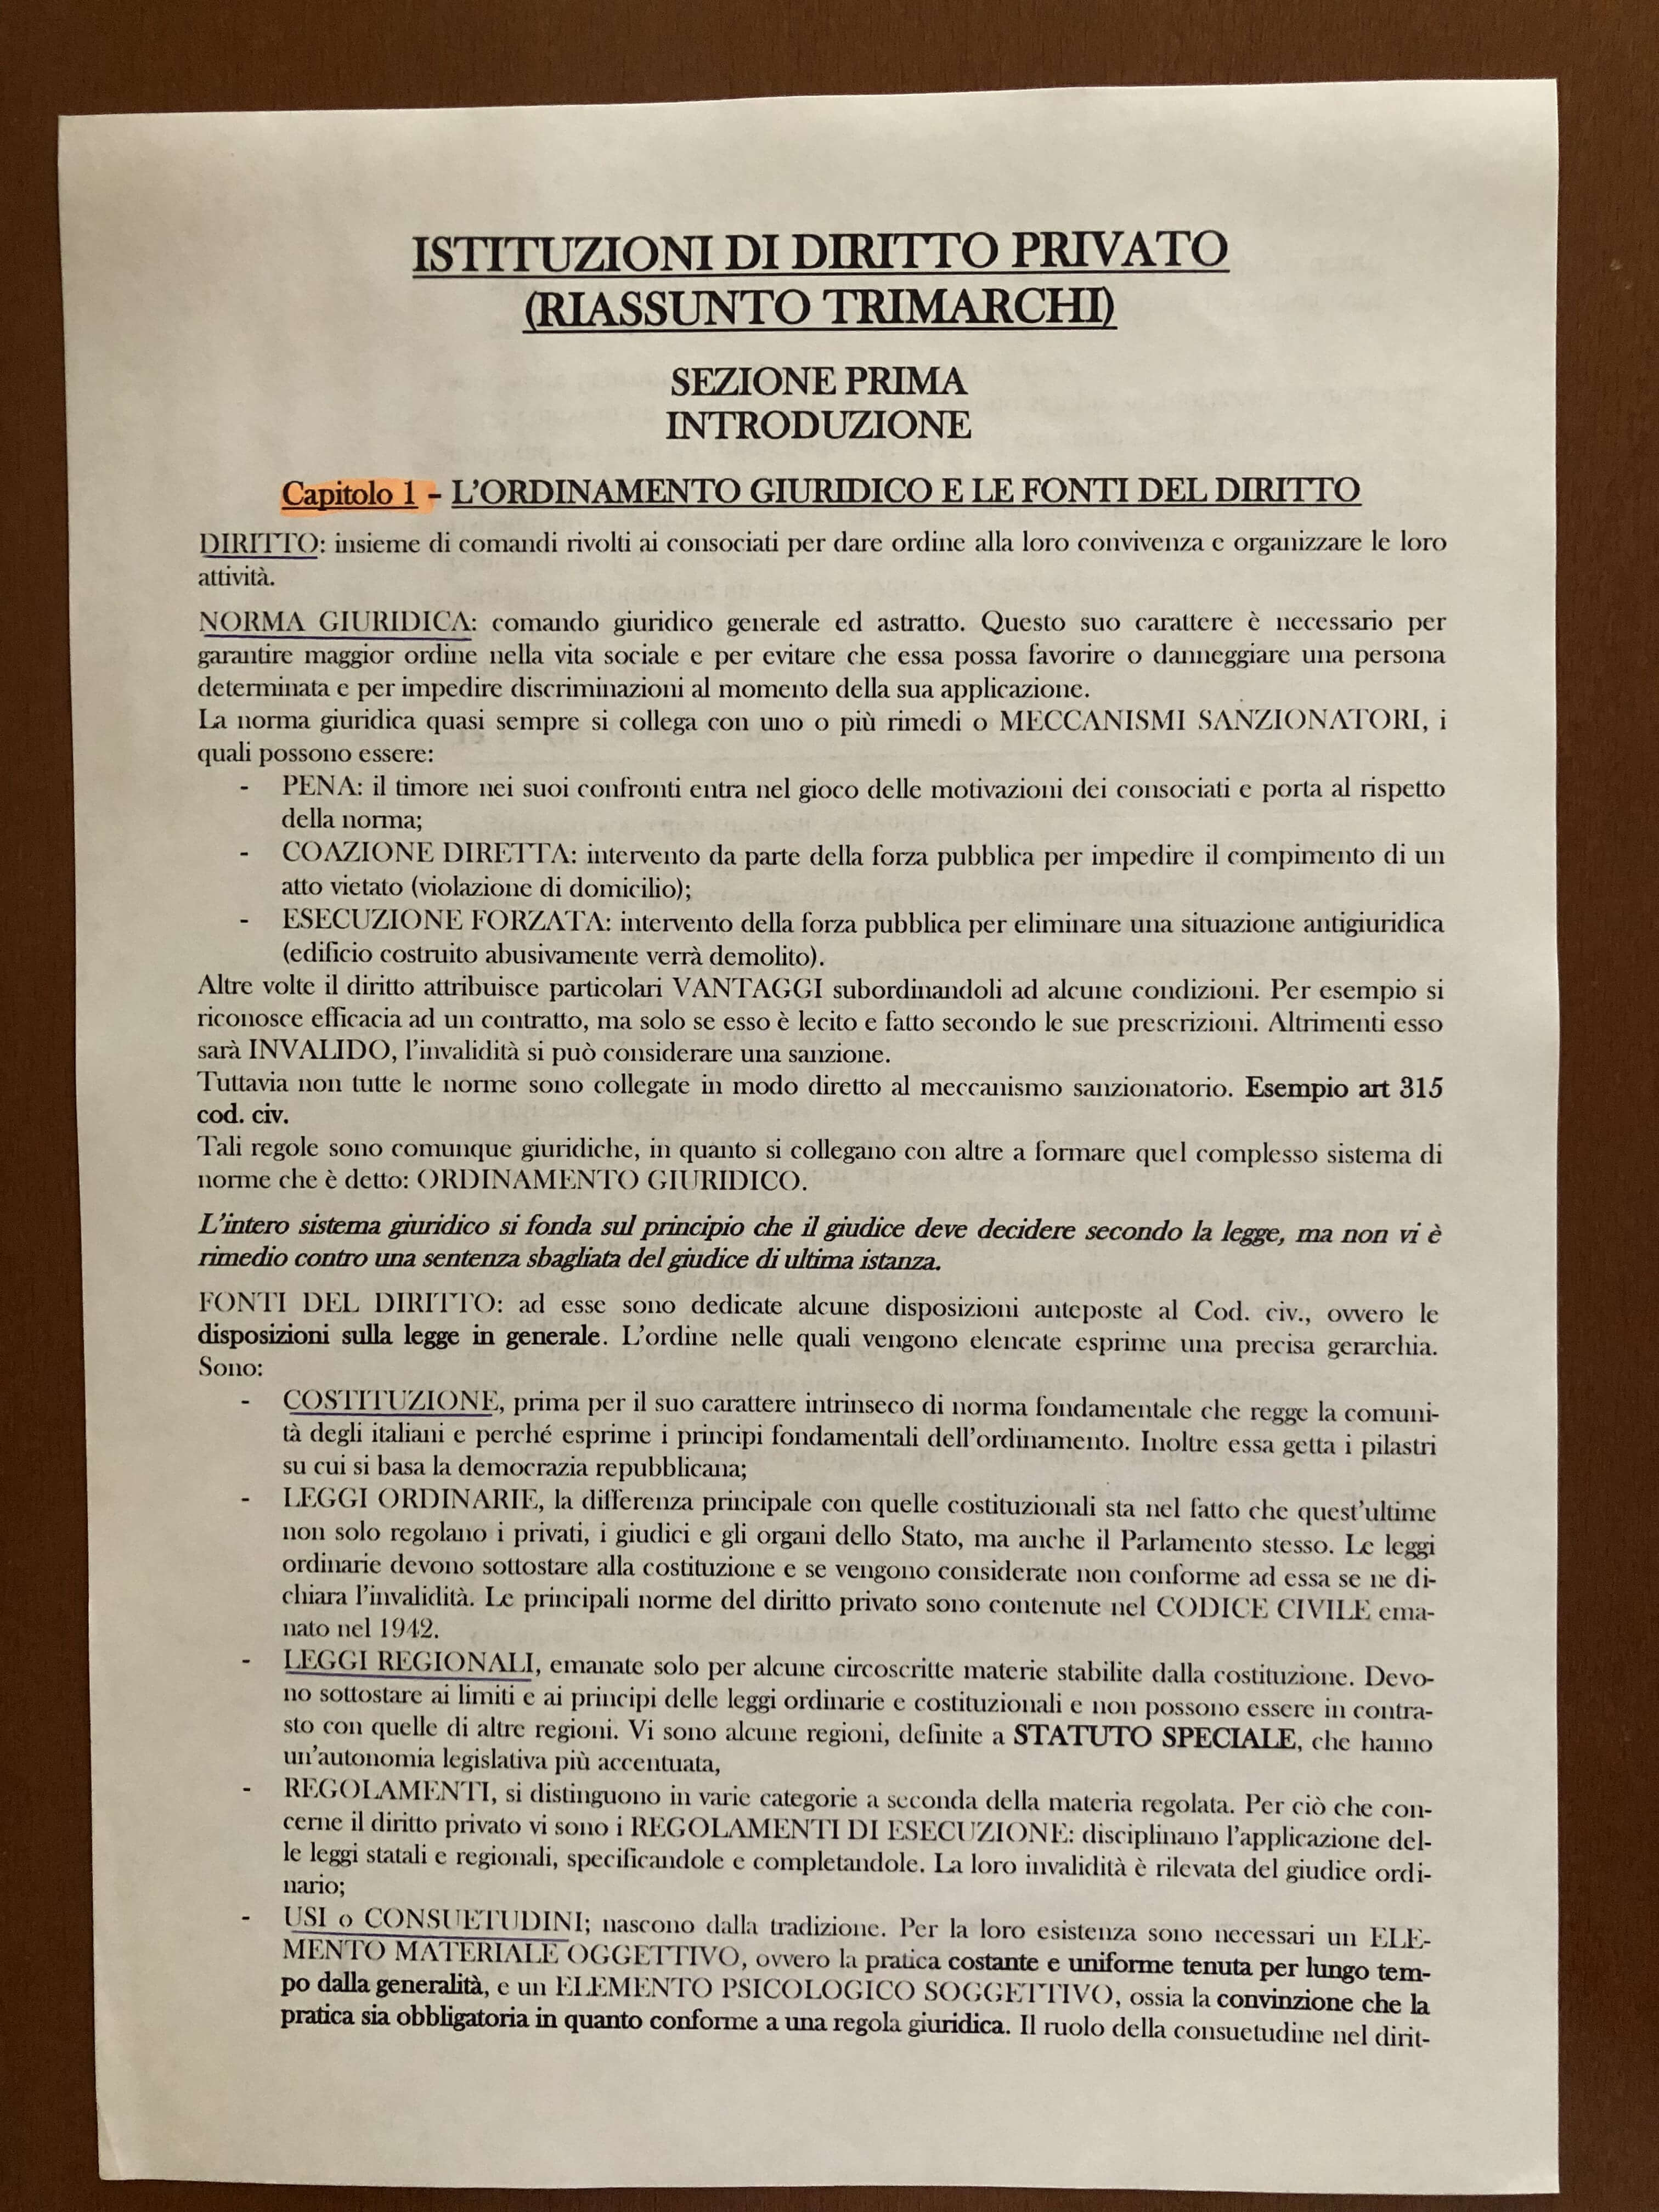 ISTITUZIONI DI DIRITTO PRIVATO
(RIASSUNTO TRIMARCHI)
SEZIONE PRIMA
INTRODUZIONE
Capitolo 1 - L'ORDINAMENTO GIURIDICO E LE FONTI DEL DIRITTO
DIRITTO: insieme di comandi rivolti ai consociati per dare ordine alla loro convivenza e organizzare le loro
attività.
NORMA GIURIDICA: comando giuridico generale ed astratto. Questo suo carattere è necessario per
garantire maggior ordine nella vita sociale e per evitare che essa possa favorire o danneggiare una persona
determinata e per impedire discriminazioni al momento della sua applicazione.
La norma giuridica quasi sempre si collega con uno o più rimedi o MECCANISMI SANZIONATORI, i
quali possono essere:
- PENA: il timore nei suoi confronti entra nel gioco delle motivazioni dei consociati e porta al rispetto
della norma;
- COAZIONE DIRETTA: intervento da parte della forza pubblica per impedire il compimento di un
atto vietato (violazione di domicilio);
- ESECUZIONE FORZATA: intervento della forza pubblica per eliminare una situazione antigiuridica
(edificio costruito abusivamente verrà demolito).
Altre volte il diritto attribuisce particolari VANTAGGI subordinandoli ad alcune condizioni. Per esempio si
riconosce efficacia ad un contratto, ma solo se esso è lecito e fatto secondo le sue prescrizioni. Altrimenti esso
sarà INVALIDO, l'invalidità si può considerare una sanzione.
Tuttavia non tutte le norme sono collegate in modo diretto al meccanismo sanzionatorio. Esempio art 315
cod. civ.
Tali regole sono comunque giuridiche, in quanto si collegano con altre a formare quel complesso sistema di
norme che è detto: ORDINAMENTO GIURIDICO.
L'intero sistema giuridico si fonda sul principio che il giudice deve decidere secondo la legge, ma non vi è
rimedio contro una sentenza sbagliata del giudice di ultima istanza.
FONTI DEL DIRITTO: ad esse sono dedicate alcune disposizioni anteposte al Cod. civ., ovvero le
disposizioni sulla legge in generale. L'ordine nelle quali vengono elencate esprime una precisa gerarchia.
Sono:
- COSTITUZIONE, prima per il suo carattere intrinseco di norma fondamentale che regge la comuni-
tà degli italiani e perché esprime i principi fondamentali dell'ordinamento. Inoltre essa getta i pilastri
su cui si basa la democrazia repubblicana;
- LEGGI ORDINARIE, la differenza principale con quelle costituzionali sta nel fatto che quest'ultime
non solo regolano i privati, i giudici e gli organi dello Stato, ma anche il Parlamento stesso. Le leggi
ordinarie devono sottostare alla costituzione e se vengono considerate non conforme ad essa se ne di-
chiara l'invalidità. Le principali norme del diritto privato sono contenute nel CODICE CIVILE ema-
nato nel 1942.
- LEGGI REGIONALI, emanate solo per alcune circoscritte materie stabilite dalla costituzione. Devo-
no sottostare ai limiti e ai principi delle leggi ordinarie e costituzionali e non possono essere in contra-
sto con quelle di altre regioni. Vi sono alcune regioni, definite a STATUTO SPECIALE, che hanno
un'autonomia legislativa più accentuata,
- REGOLAMENTI, si distinguono in varie categorie a seconda della materia regolata. Per ciò che con-
cerne il diritto privato vi sono i REGOLAMENTI DI ESECUZIONE: disciplinano l'applicazione del-
le leggi statali e regionali, specificandole e completandole. La loro invalidità è rilevata del giudice ordi-
nario;
- USI o CONSUETUDINI; nascono dalla tradizione. Per la loro esistenza sono necessari un ELE-
MENTO MATERIALE OGGETTIVO, ovvero la pratica costante e uniforme tenuta per lungo tem-
po dalla generalità, e un ELEMENTO PSICOLOGICO SOGGETTIVO, ossia la convinzione che la
pratica sia obbligatoria in quanto conforme a una regola giuridica. Il ruolo della consuetudine nel dirit-